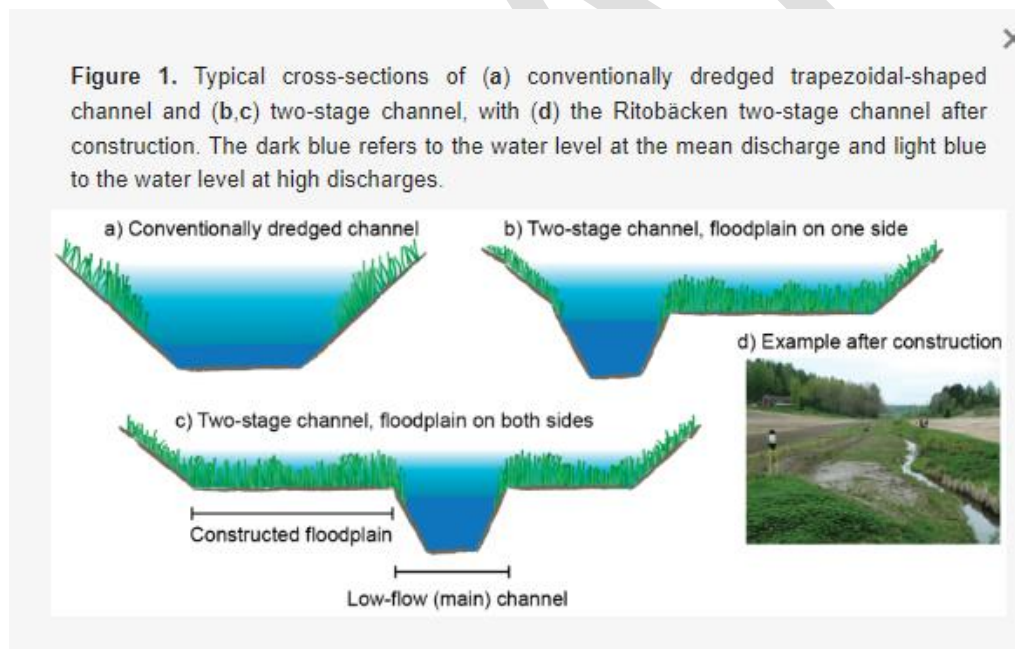 Figure 1. Typical cross-sections of (a) conventionally dredged trapezoidal-shaped
channel and (b,c) two-stage channel, with (d) the Ritobäcken two-stage channel after
construction. The dark blue refers to the water level at the mean discharge and light blue
to the water level at high discharges.
a) Conventionally dredged channel
b) Two-stage channel, floodplain on one side
d) Example after construction
c) Two-stage channel, floodplain on both sides
Constructed floodplain
Low-flow (main) channel